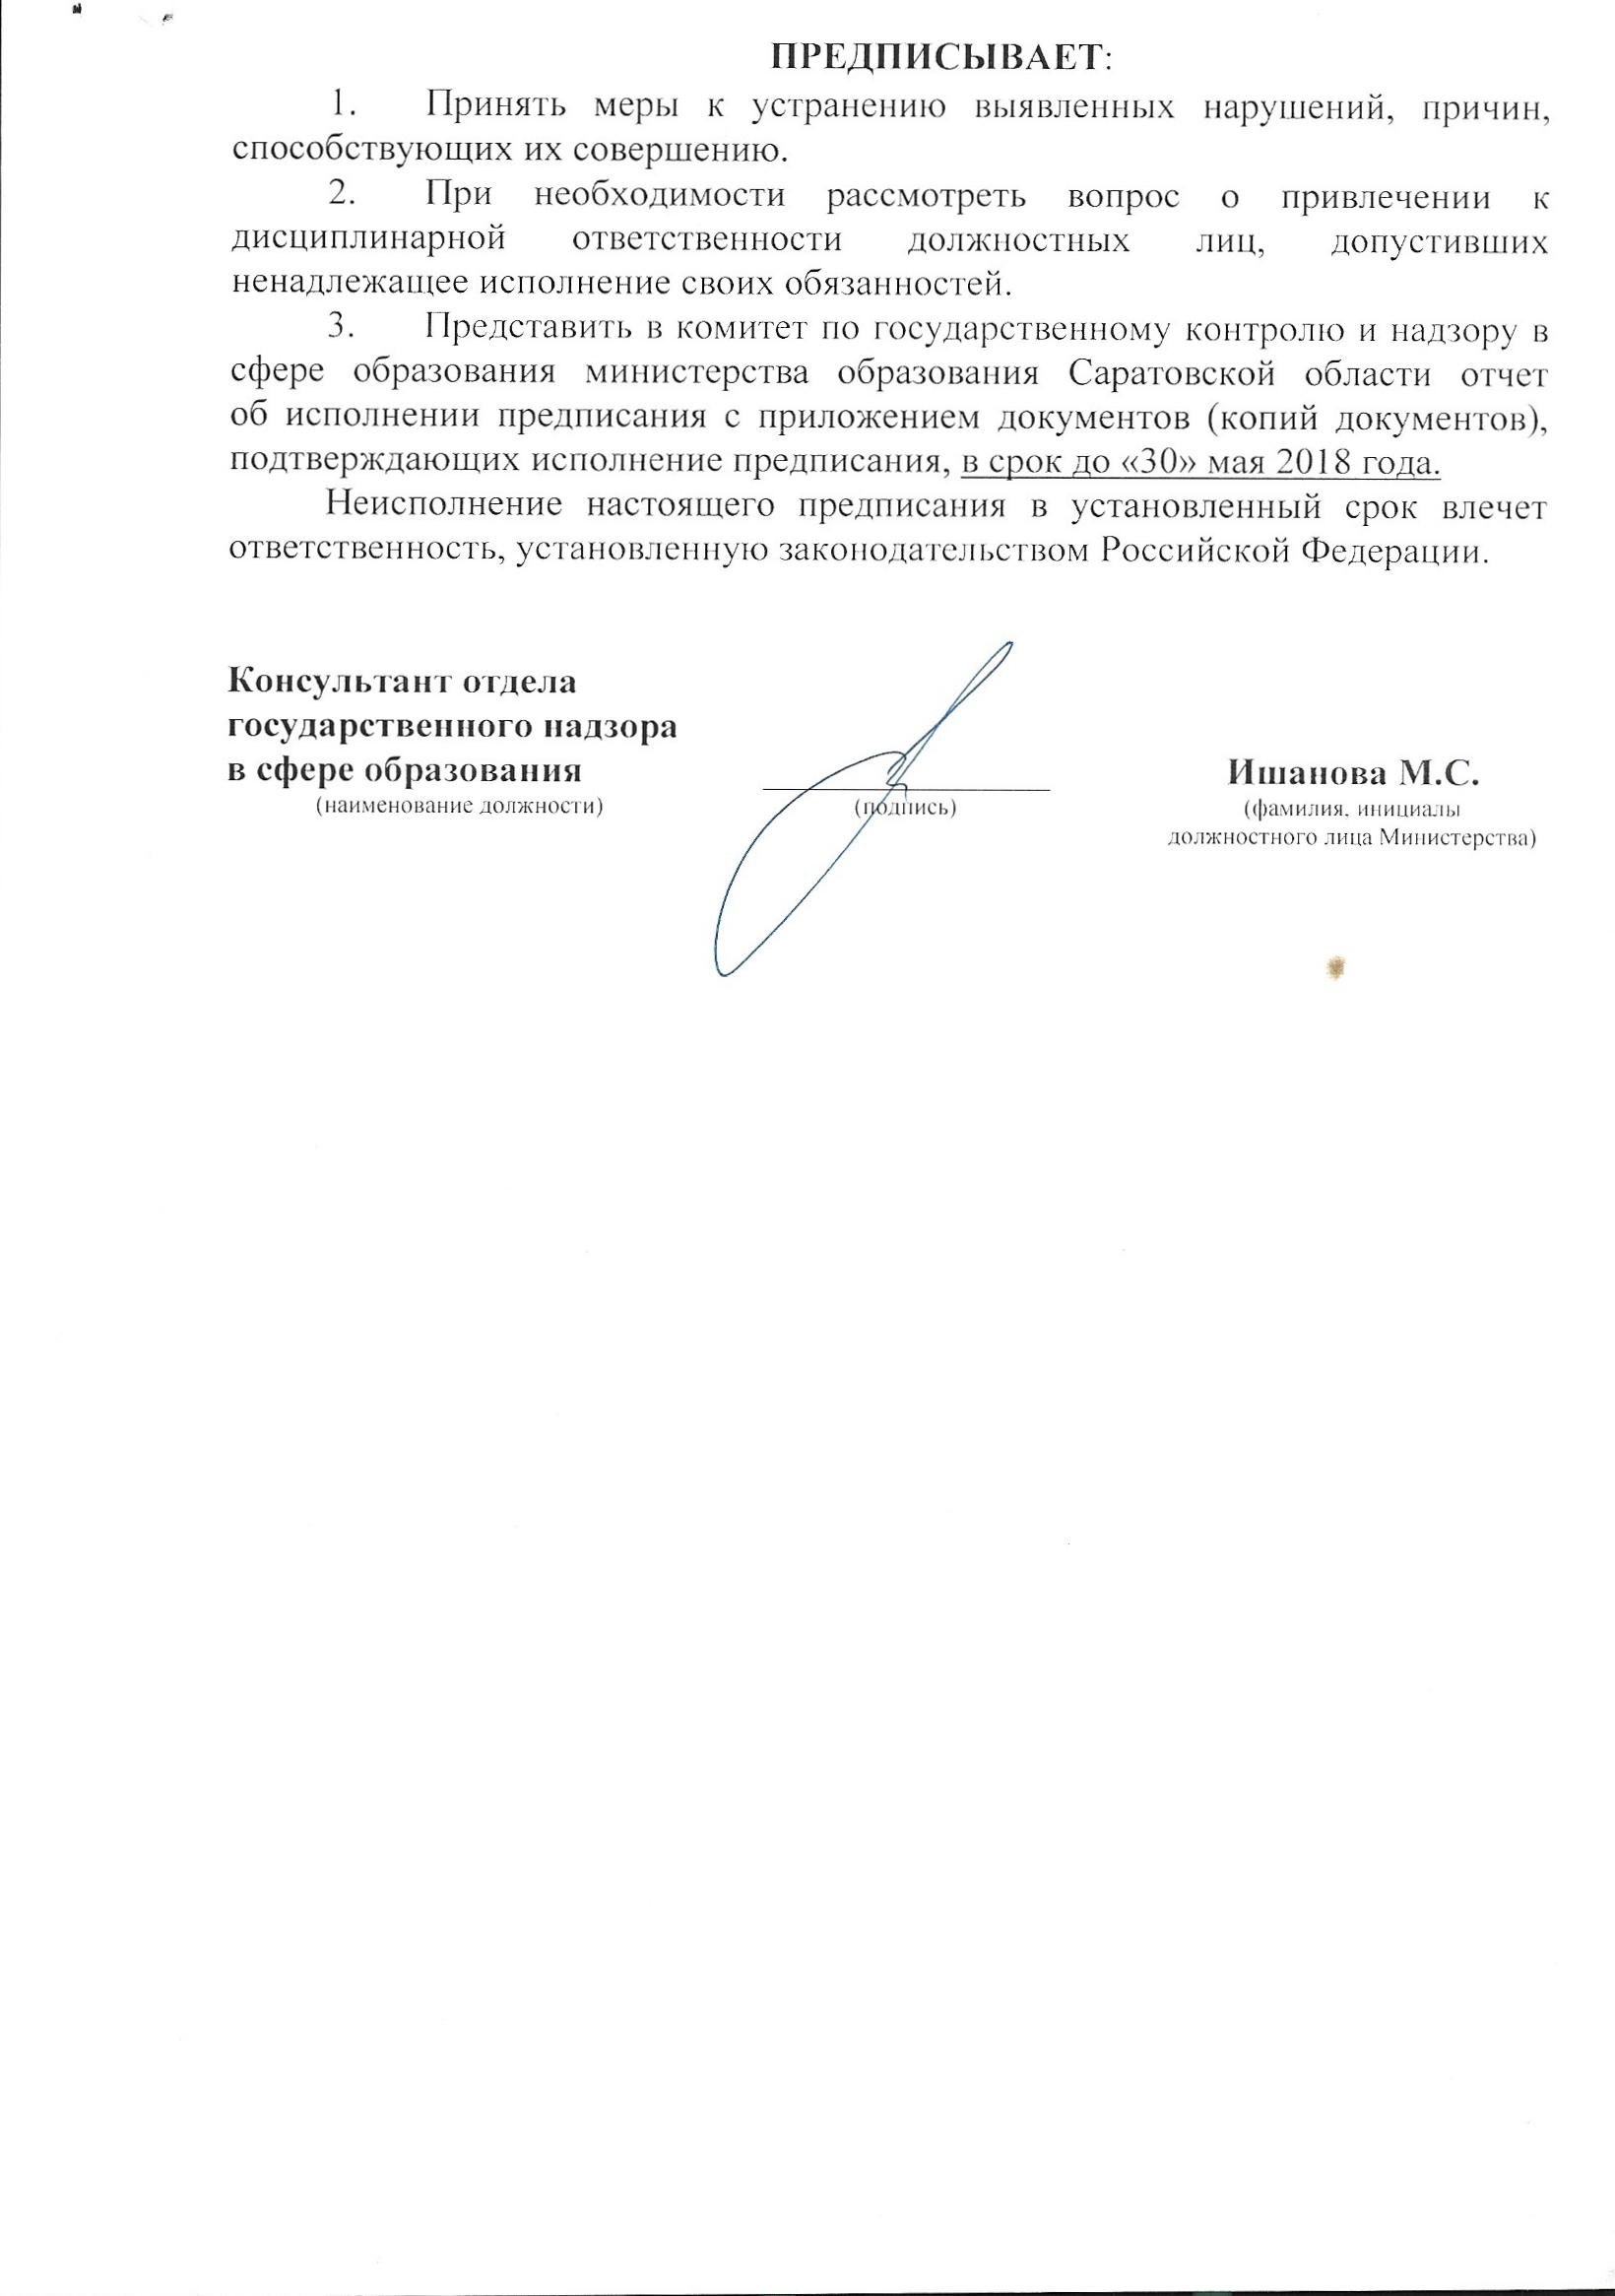 ПРЕДПИСЫВАЕТ:
1. Принять меры к устранению выявленных нарушений, причин,
способствующих их совершению.
2. При необходимости рассмотреть вопрос о привлечении к
дисциплинарной ответственности должностных лиц, допустивших
ненадлежащее исполнение своих обязанностей.
3. Представить в комитет по государственному контролю и надзору в
сфере образования министерства образования Саратовской области отчет
об исполнении предписания с приложением документов (копий документов),
подтверждающих исполнение предписания, в срок до «30» мая 2018 года.
Неисполнение настоящего предписания в установленный срок влечет
ответственность, установленную законодательством Российской Федерации.
Консультант отдела
государственного надзора
в сфере образования
Ишанова М.С.
(наименование должности)
(подпись)
(фамилия, инициалы
должностного лица Министерства)